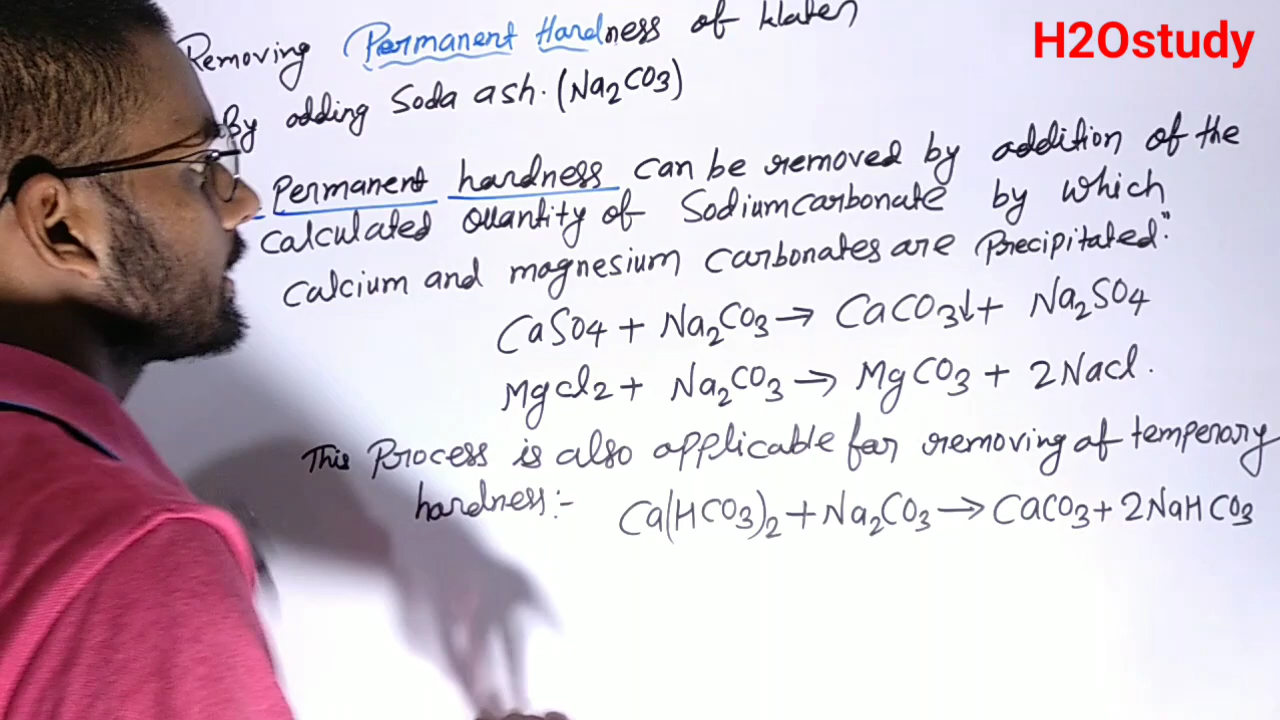 H2Ostudy
Removing Permanent Hardness of Water
By adding Soda ash. (Na2CO3)
Permanent hardness can be removed by addition of the
calculated quantity of Sodiumcarbonate by which
calcium and magnesium carbonates are Precipitated."
CaSO4 + Na2CO3 → CaCO3↓ + Na2SO4
Mgcl2 + Na2CO3 → MgCO3 + 2Nacl.
This Process is also applicable for removing of temperory
hardness:- Ca(HCO3)2 + Na2CO3 → CaCO3 + 2NaHCO3